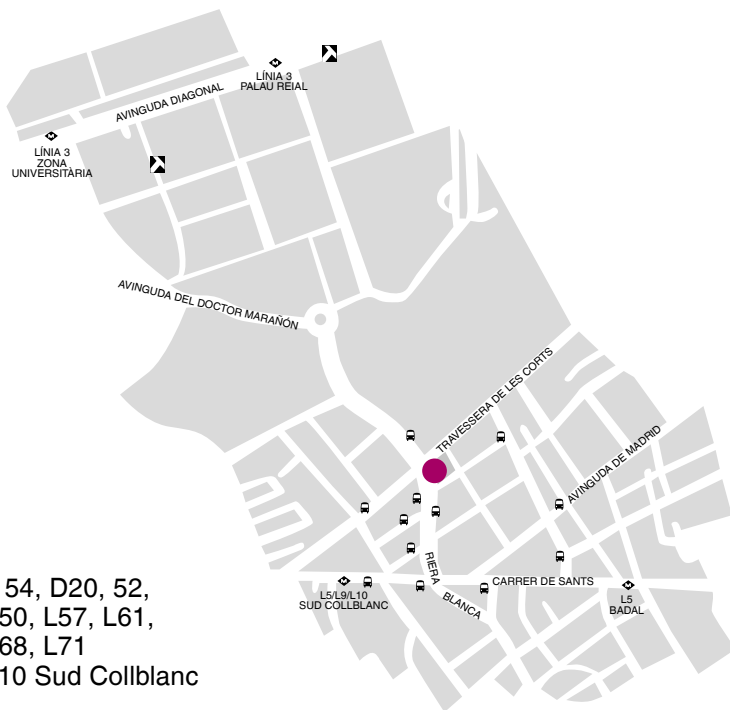 LÍNIA 3
PALAU REIAL
AVINGUDA DIAGONAL
LÍNIA 3
ZONA
UNIVERSITÀRIA
AVINGUDA DEL DOCTOR MARAÑÓN
TRAVESSERA DE LES CORTS
AVINGUDA DE MADRID
RIERA
BLANCA
CARRER DE SANTS
L5/L9/L10
SUD COLLBLANC
L5
BADAL
54, D20, 52,
50, L57, L61,
68, L71
10 Sud Collblanc